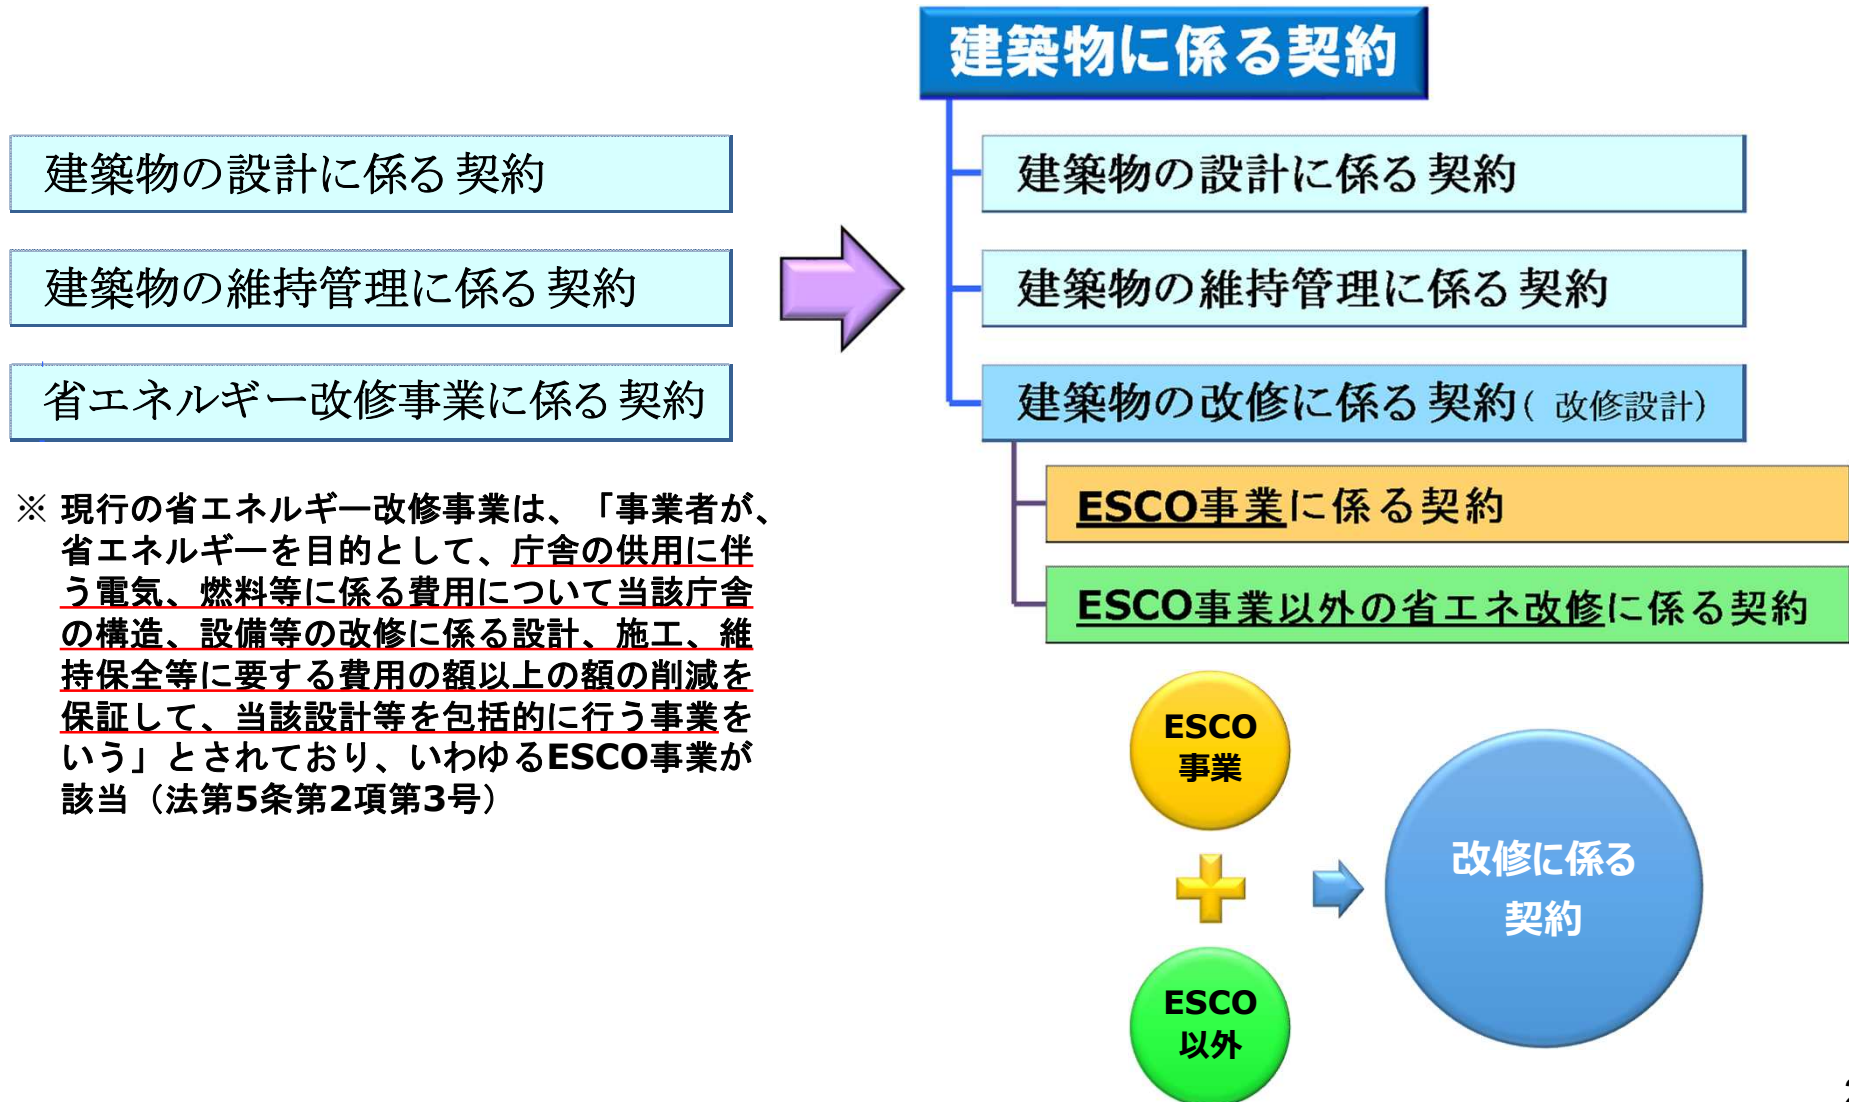 建築物に係る契約
建築物の設計に係る契約
建築物の維持管理に係る契約
省エネルギー改修事業に係る契約
※ 現行の省エネルギー改修事業は、「事業者が、
省エネルギーを目的として、庁舎の供用に伴
う電気、燃料等に係る費用について当該庁舎
の構造、設備等の改修に係る設計、施工、維
持保全等に要する費用の額以上の額の削減を
保証して、当該設計等を包括的に行う事業を
いう」とされており、いわゆるESCO事業が
該当（法第5条第2項第3号）
建築物の設計に係る契約
建築物の維持管理に係る契約
建築物の改修に係る契約（改修設計）
ESCO事業に係る契約
ESCO事業以外の省エネ改修に係る契約
ESCO
事業
ESCO
以外
改修に係る
契約